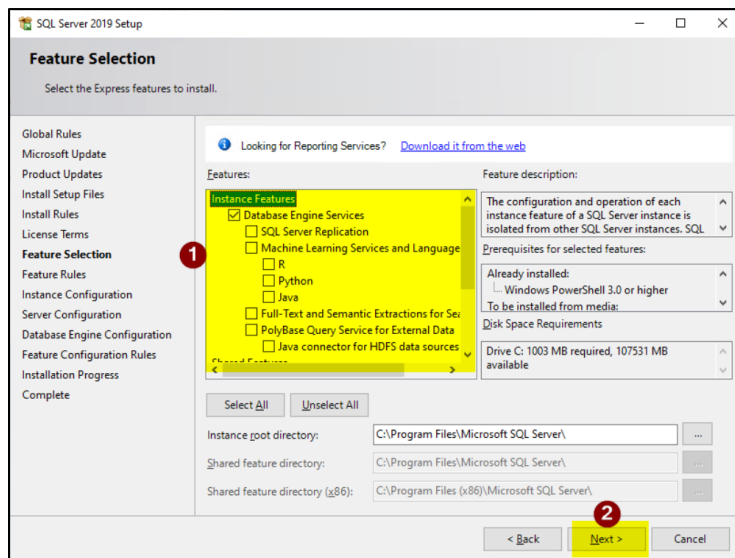 SQL Server 2019 Setup
Feature Selection
Select the Express features to install.
Global Rules
Microsoft Update
Product Updates
Install Setup Files
Install Rules
License Terms
Feature Selection
Feature Rules
Instance Configuration
Server Configuration
Database Engine Configuration
Feature Configuration Rules
Installation Progress
Complete
Looking for Reporting Services? Download it from the web
Features:
Instance Features
Database Engine Services
SQL Server Replication
Machine Learning Services and Language
R
Python
Java
Full-Text and Semantic Extractions for Sea
PolyBase Query Service for External Data
Java connector for HDFS data sources
Shared Features
1
Feature description:
The configuration and operation of each
instance feature of a SQL Server instance is
isolated from other SQL Server instances. SQL
Prerequisites for selected features:
Already installed:
Windows PowerShell 3.0 or higher
To be installed from media:
Disk Space Requirements
Drive C: 1003 MB required, 107531 MB
available
Select All
Unselect All
Instance root directory: C:\Program Files\Microsoft SQL Server\ ...
Shared feature directory: C:\Program Files\Microsoft SQL Server\ ...
Shared feature directory (x86): C:\Program Files (x86)\Microsoft SQL Server\ ...
2
< Back
Next >
Cancel